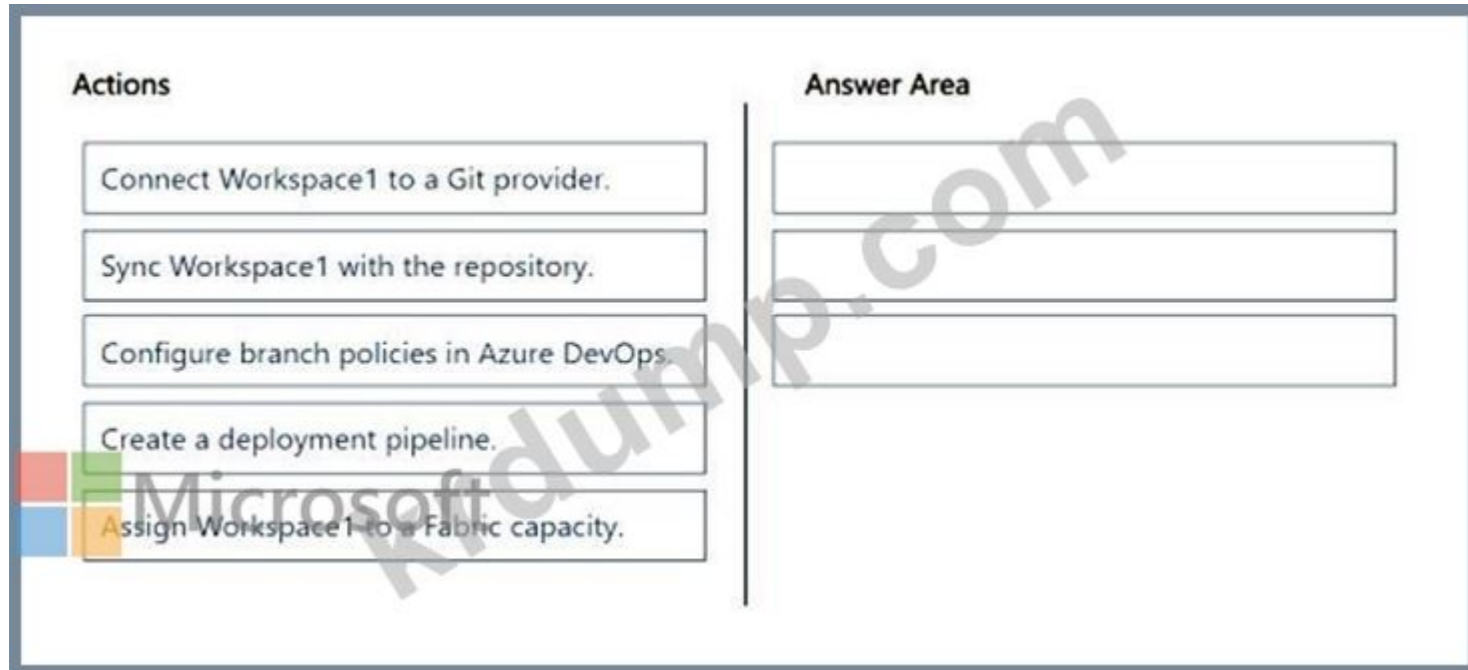 Actions
Answer Area
Connect Workspace1 to a Git provider.
Sync Workspace1 with the repository.
Configure branch policies in Azure DevOps.
Create a deployment pipeline.
Assign Workspace1 to a Fabric capacity.
Microsoft
krdump.com